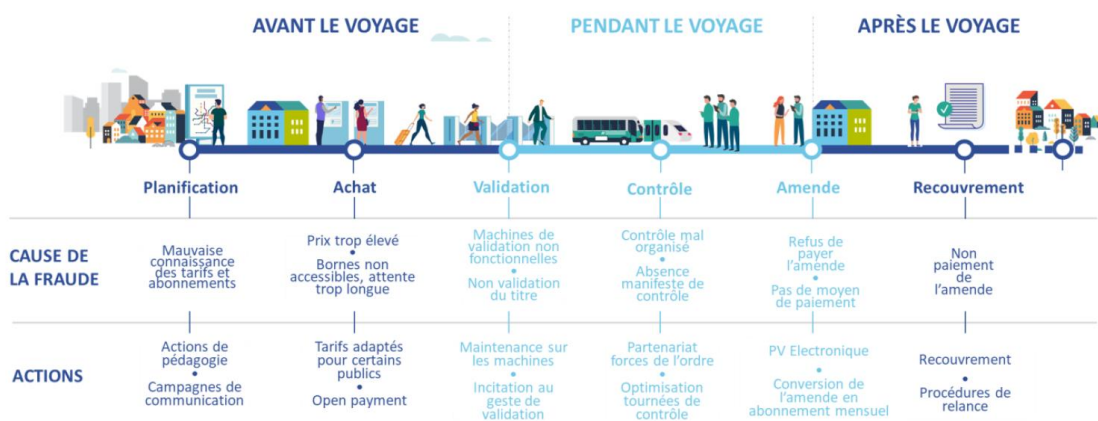 AVANT LE VOYAGE
PENDANT LE VOYAGE
APRÈS LE VOYAGE
Planification
Achat
Validation
Contrôle
Amende
Recouvrement
CAUSE DE
LA FRAUDE
Mauvaise
connaissance
des tarifs et
abonnements
Prix trop élevé
•
Bornes non
accessibles, attente
trop longue
Machines de
validation non
fonctionnelles
•
Non validation
du titre
Contrôle mal
organisé
•
Absence
manifeste de
contrôle
Refus de
payer
l’amende
•
Pas de moyen
de paiement
Non
paiement
de
l’amende
ACTIONS
Actions de
pédagogie
•
Campagnes de
communication
Tarifs adaptés
pour certains
publics
•
Open payment
Maintenance sur
les machines
•
Incitation au
geste de
validation
Partenariat
forces de l’ordre
•
Optimisation
tournées de
contrôle
PV Electronique
•
Conversion de
l’amende en
abonnement mensuel
Recouvrement
•
Procédures de
relance